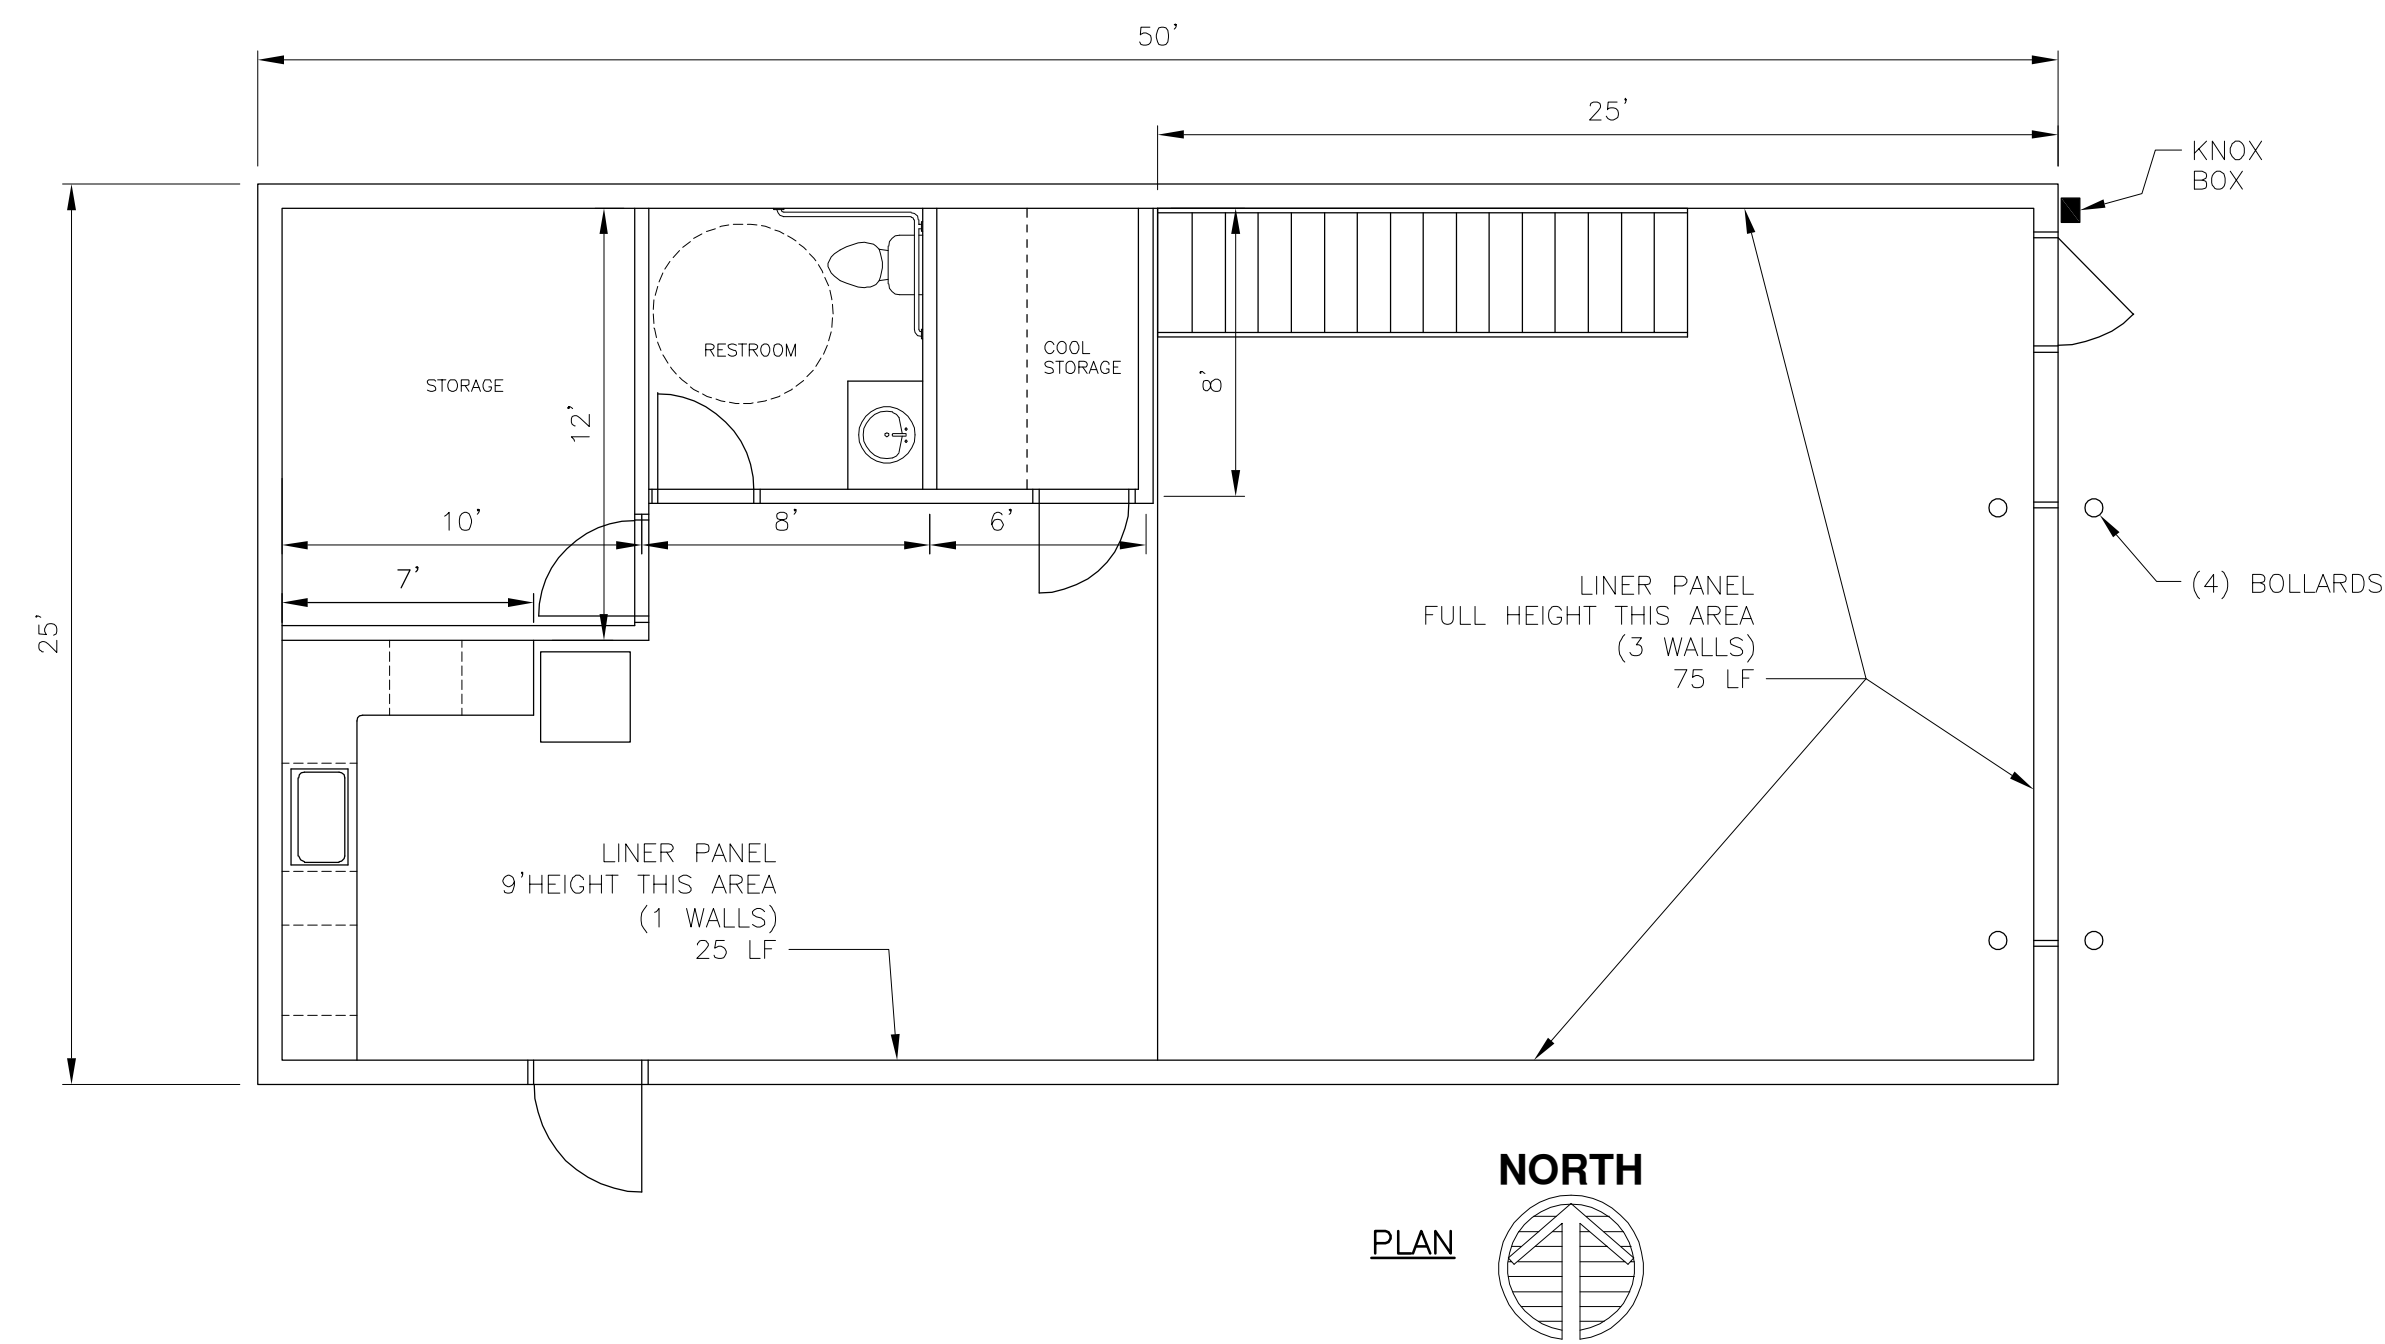 50'
25'
KNOX
BOX
RESTROOM
COOL
STORAGE
STORAGE
12'
8'
10'
8'
6'
7'
25'
(4) BOLLARDS
LINER PANEL
FULL HEIGHT THIS AREA
(3 WALLS)
75 LF
LINER PANEL
9'HEIGHT THIS AREA
(1 WALLS)
25 LF
NORTH
PLAN